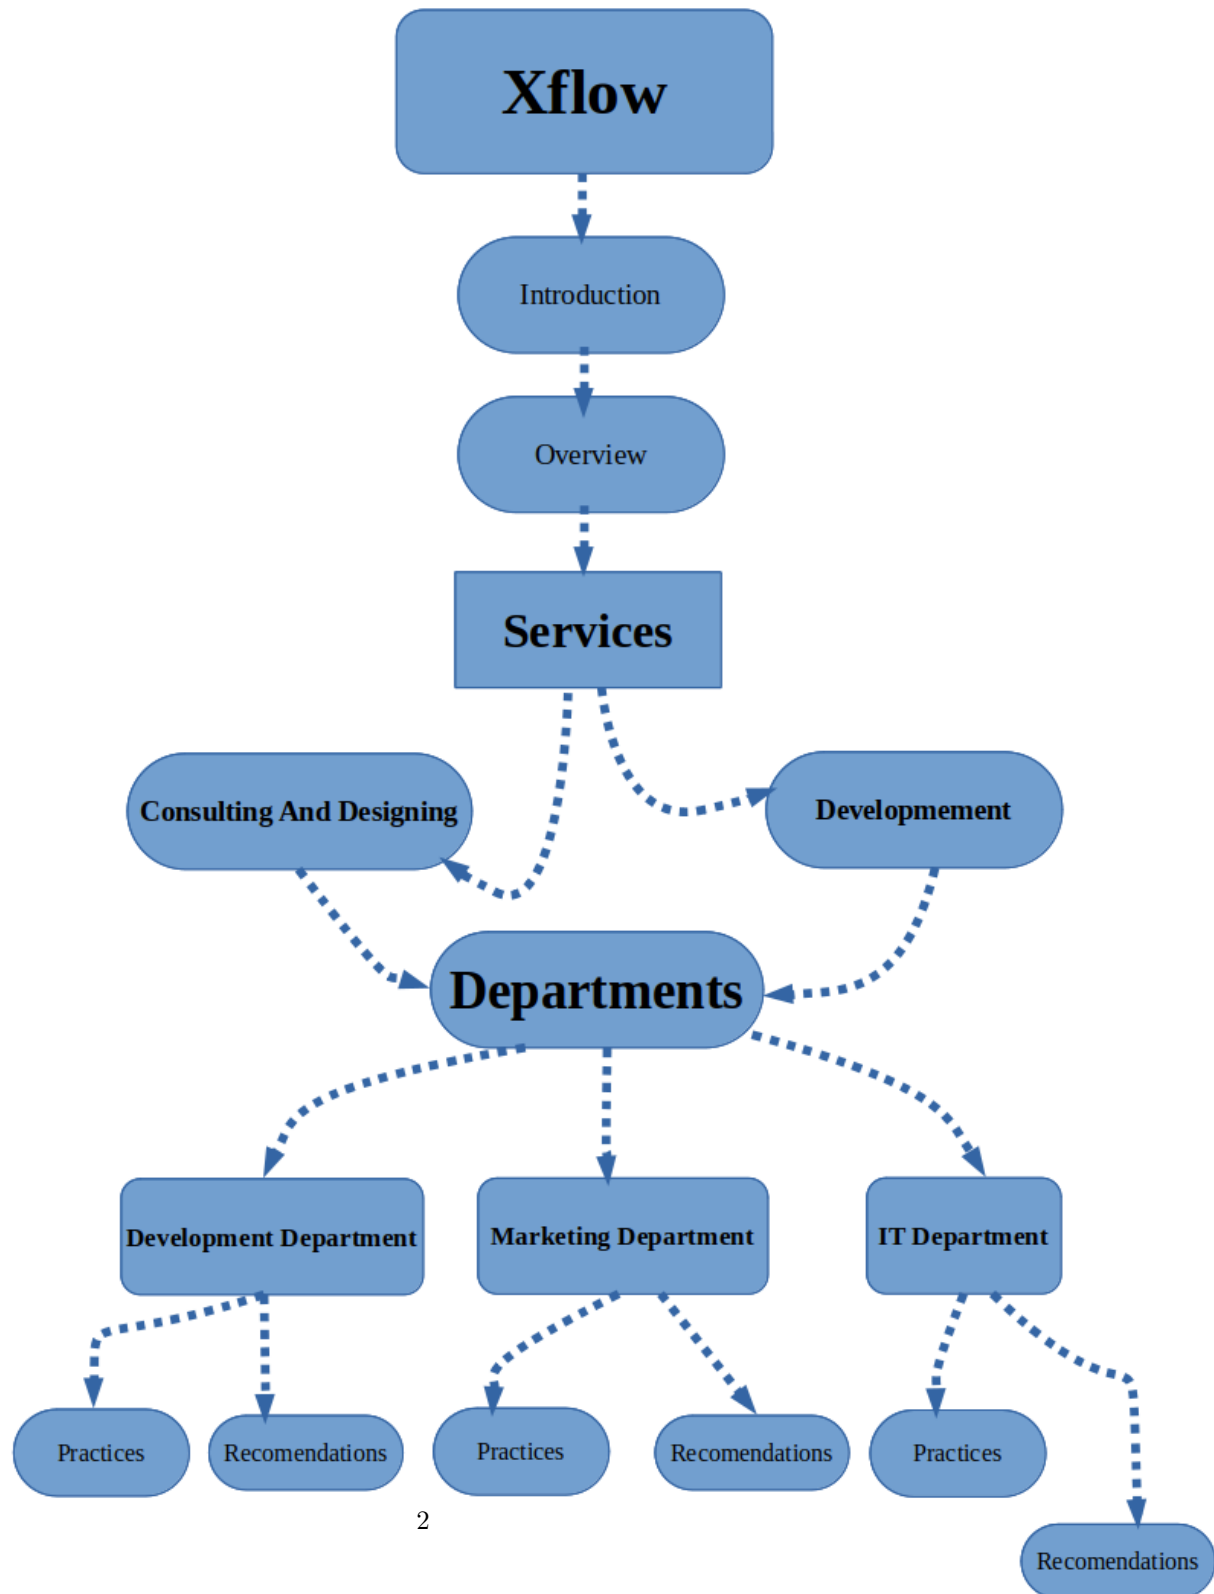 Xflow
Introduction
Overview
Services
Consulting And Designing
Developmement
Departments
Development Department
Marketing Department
IT Department
Practices
Recomendations
Practices
Recomendations
Practices
2
Recomendations